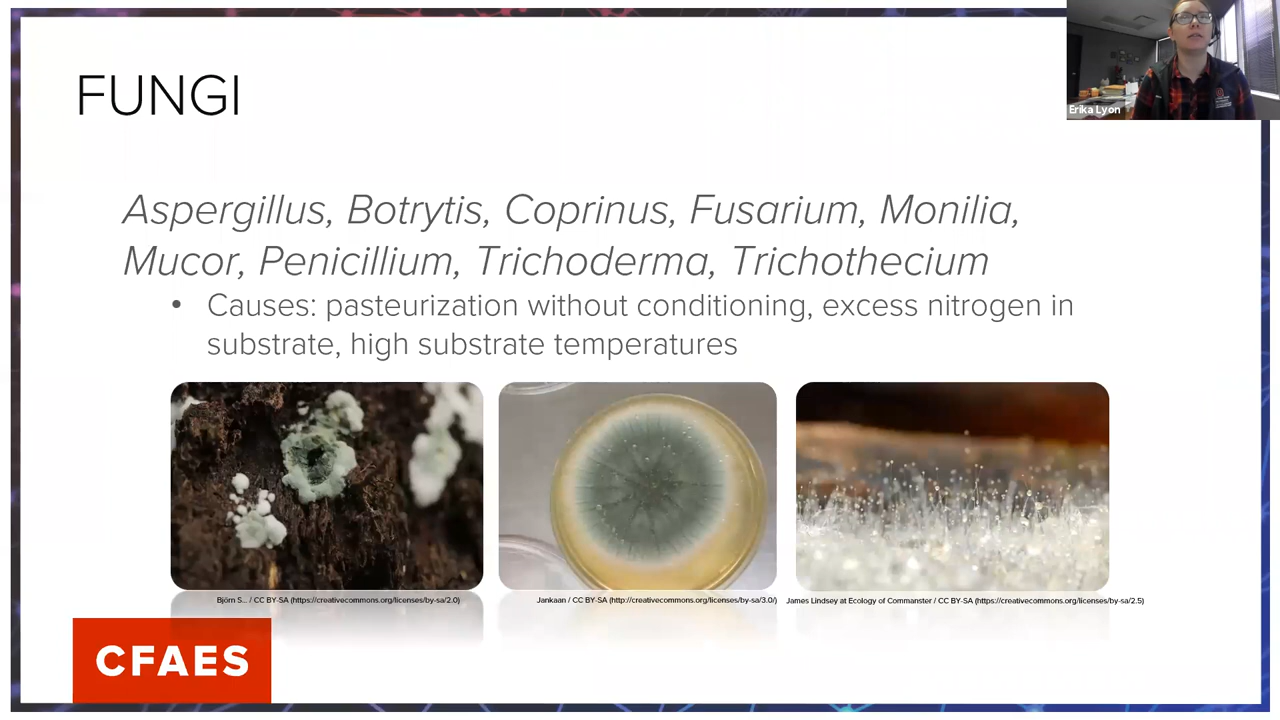 FUNGI
Erika Lyon
Aspergillus, Botrytis, Coprinus, Fusarium, Monilia,
Mucor, Penicillium, Trichoderma, Trichothecium
• Causes: pasteurization without conditioning, excess nitrogen in
substrate, high substrate temperatures
Björn S... / CC BY-SA (https://creativecommons.org/licenses/by-sa/2.0)
Jankaan / CC BY-SA (http://creativecommons.org/licenses/by-sa/3.0/)
James Lindsey at Ecology of Commanster / CC BY-SA (https://creativecommons.org/licenses/by-sa/2.5)
CFAES